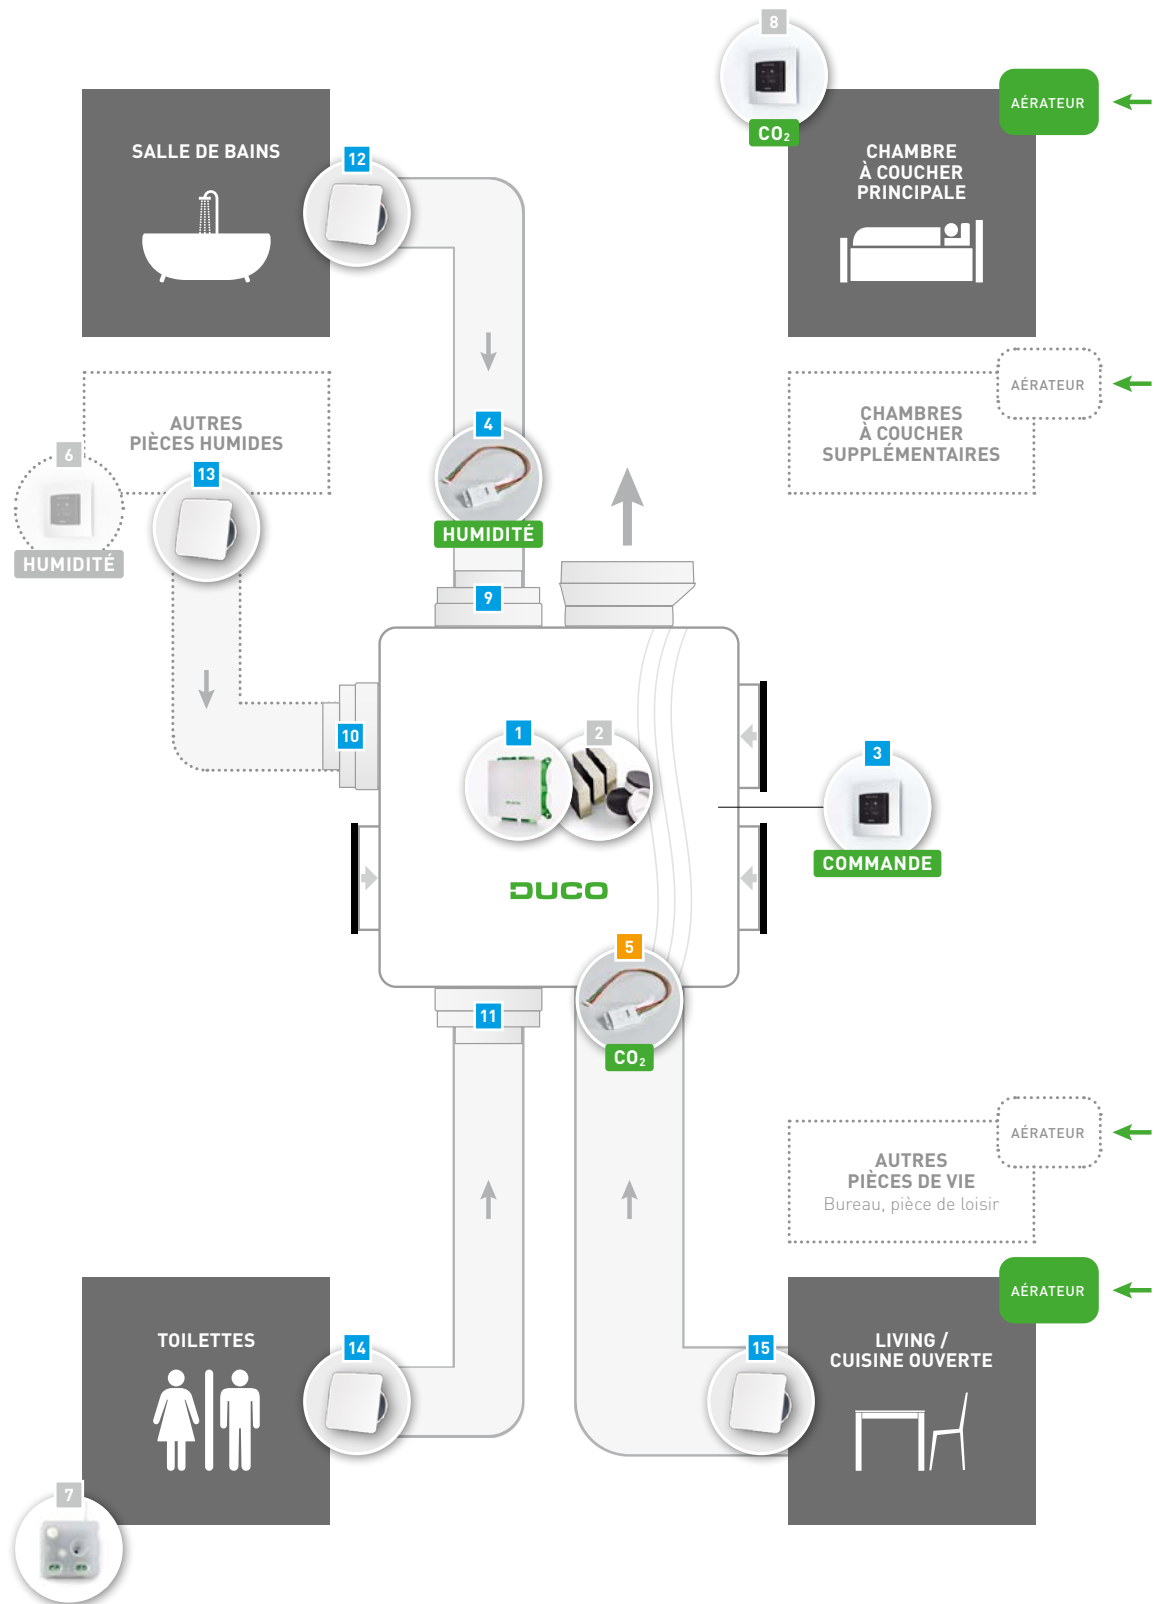 8
AÉRATEUR
CO₂
SALLE DE BAINS
12
CHAMBRE
À COUCHER
PRINCIPALE
AÉRATEUR
AUTRES
PIÈCES HUMIDES
6
13
HUMIDITÉ
4
HUMIDITÉ
CHAMBRES
À COUCHER
SUPPLÉMENTAIRES
9
10
1
2
3
COMMANDE
DUCO
5
CO₂
11
AÉRATEUR
AUTRES
PIÈCES DE VIE
Bureau, pièce de loisir
AÉRATEUR
TOILETTES
14
15
LIVING /
CUISINE OUVERTE
7